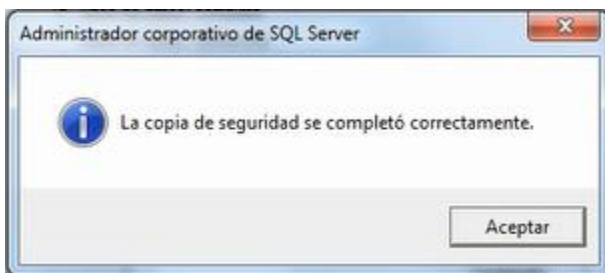 Administrador corporativo de SQL Server
La copia de seguridad se completó correctamente.
Aceptar